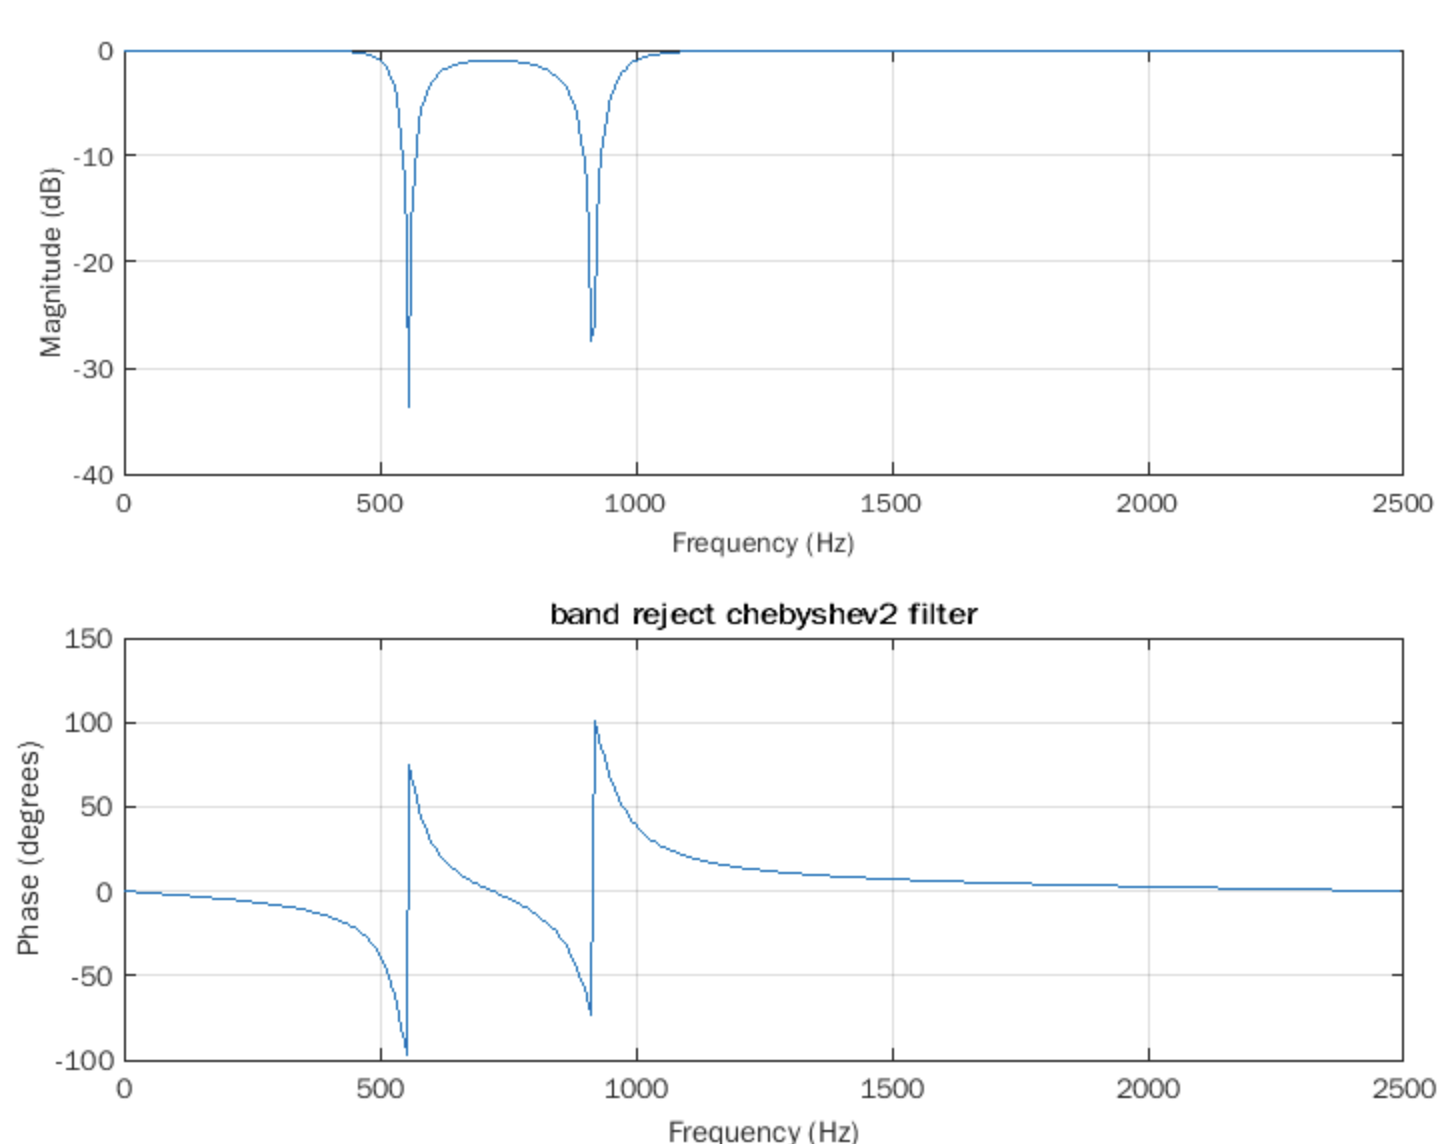 0
-10
-20
-30
-40
Magnitude (dB)
0 500 1000 1500 2000 2500
Frequency (Hz)
band reject chebyshev2 filter
150
100
50
0
-50
-100
Phase (degrees)
0 500 1000 1500 2000 2500
Frequency (Hz)